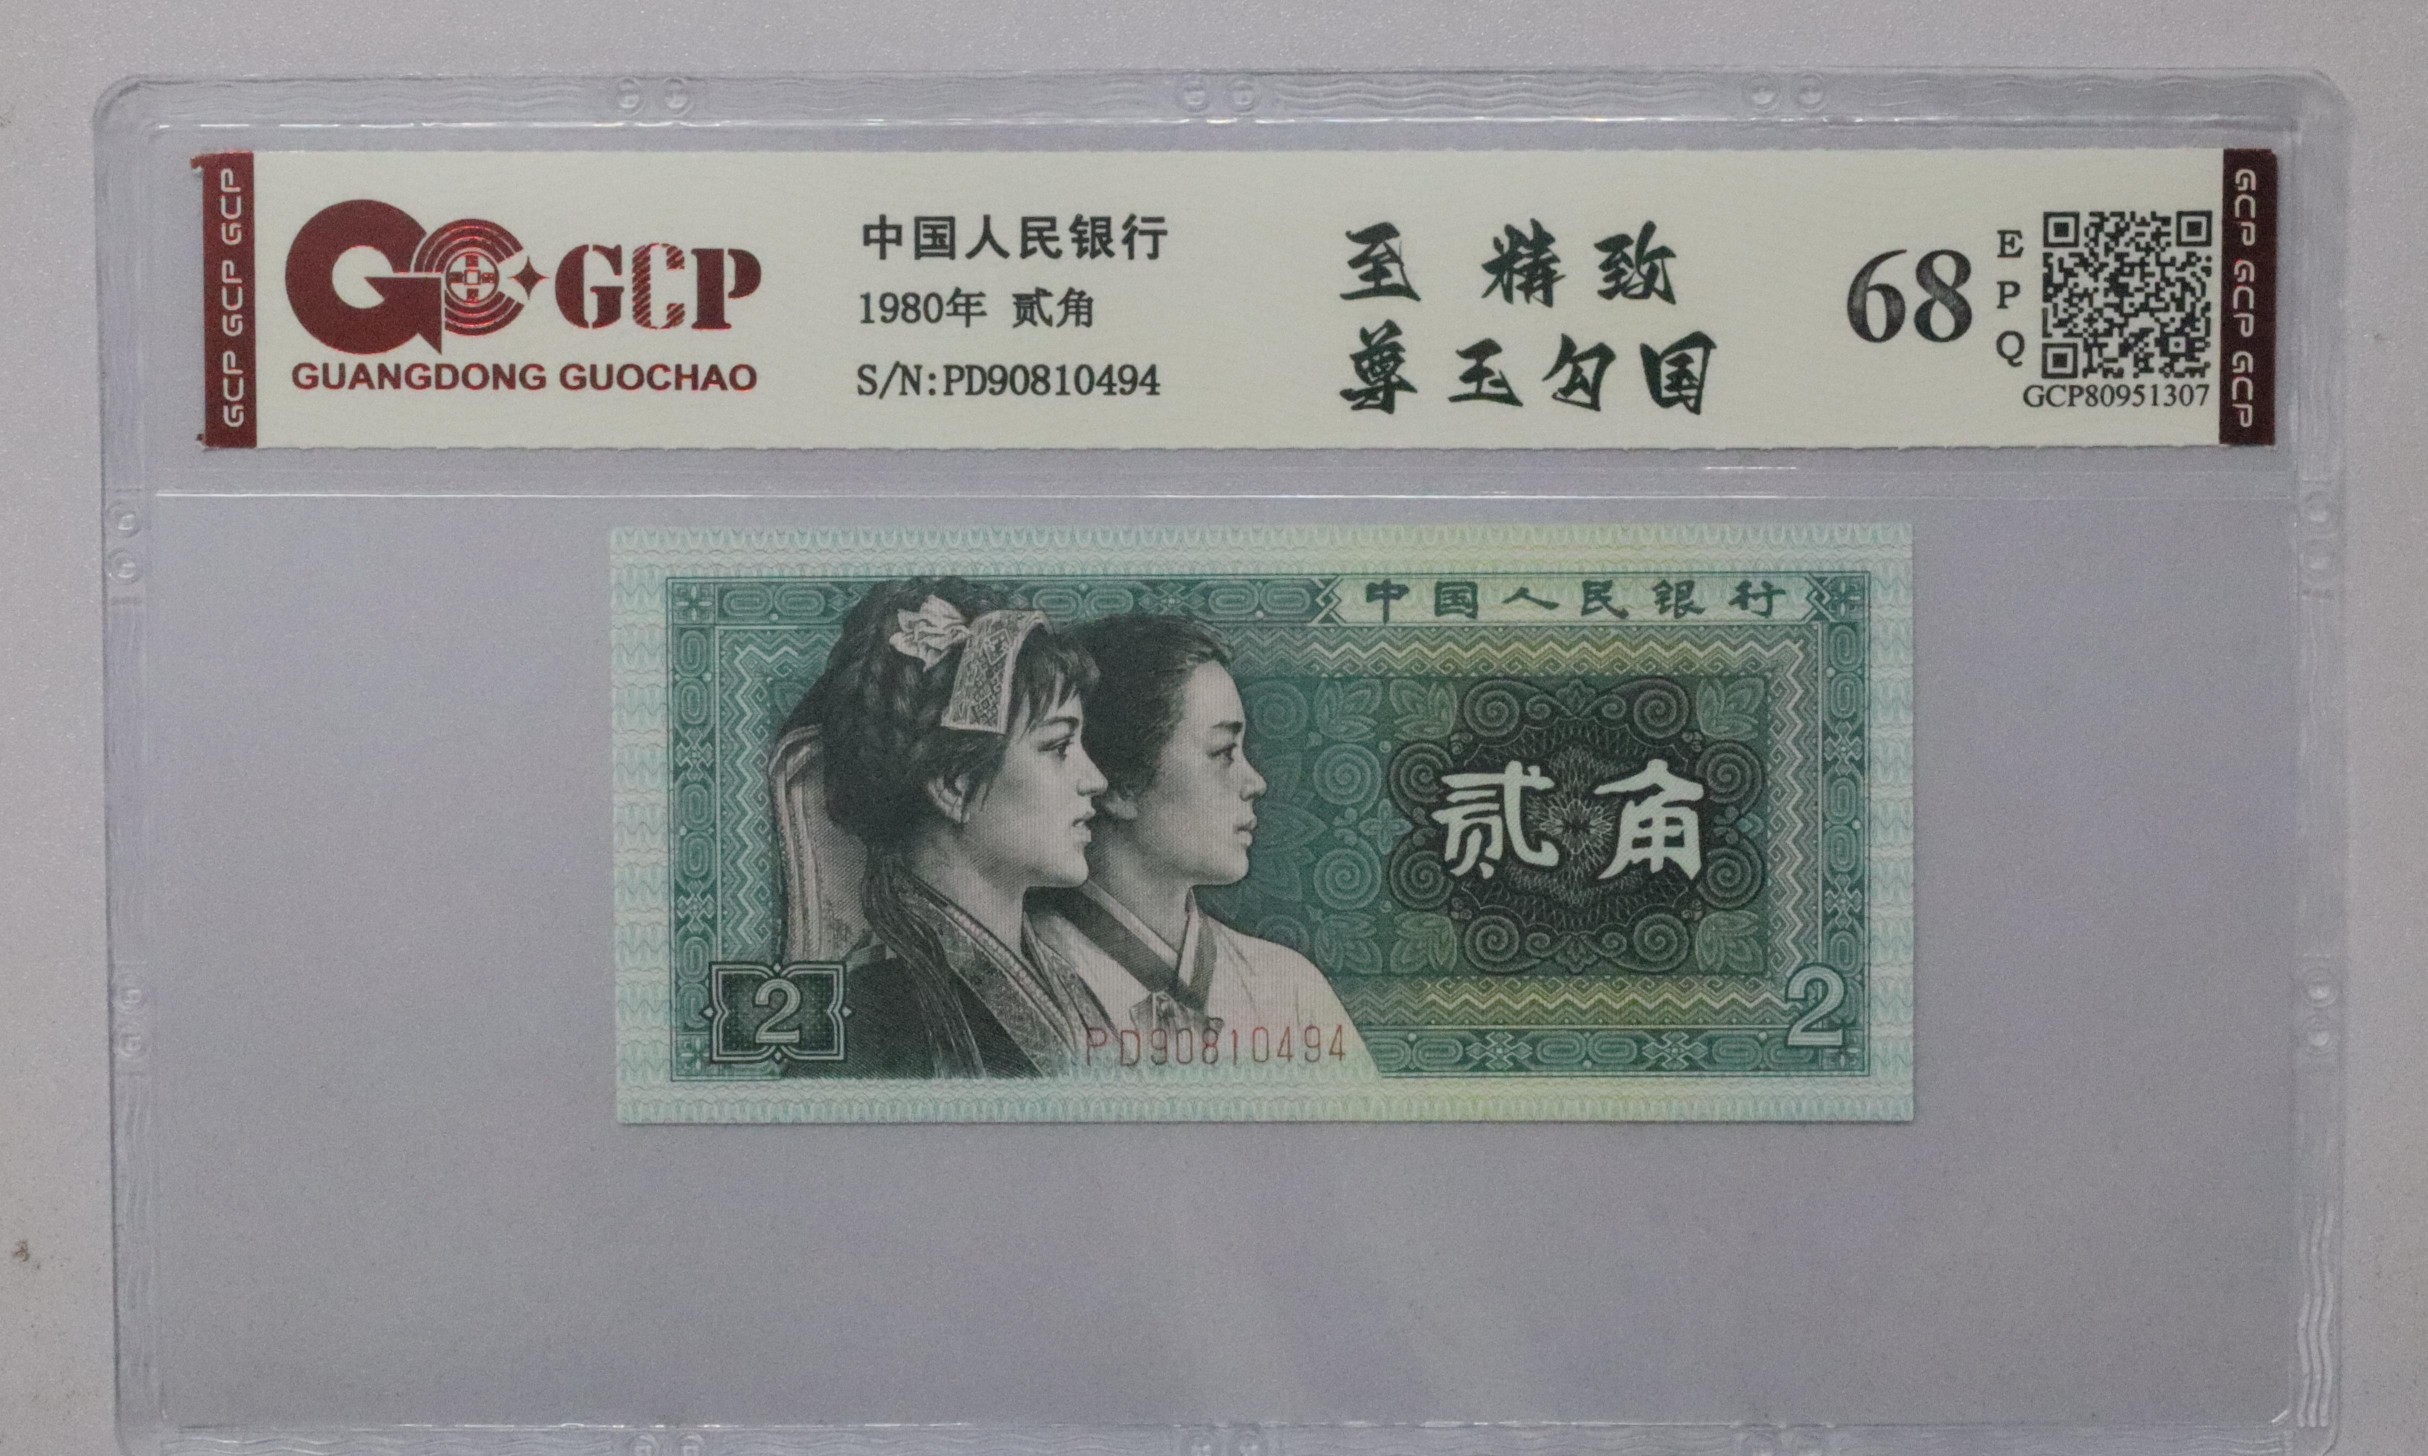 GCP GCP GCP
GCP
GUANGDONG GUOCHAO
中国人民银行
1980年 贰角
S/N:PD90810494
至 精致
尊 玉勾国
68
EPQ
GCP80951307
GCP GCP GCP
中国人民银行
贰角
2
2
PD90810494